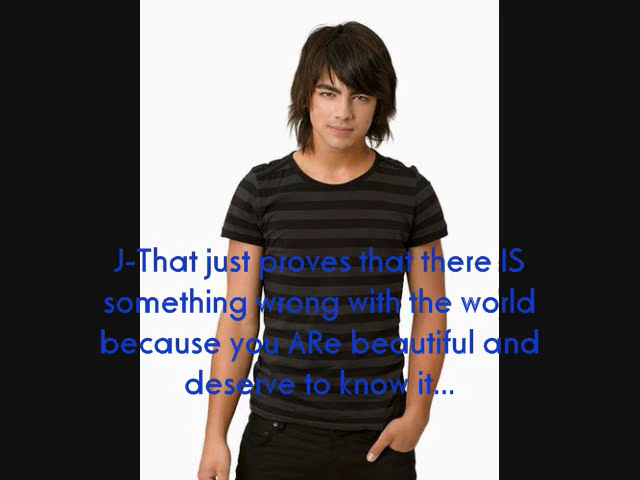 J-That just proves that there IS
something wrong with the world
because you ARe beautiful and
deserve to know it...